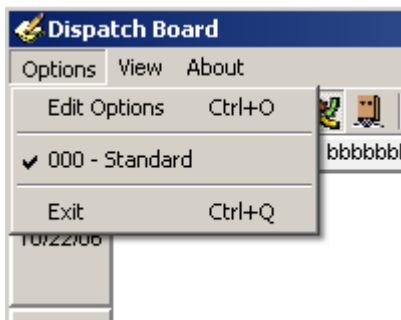 Dispatch Board
Options View About
Edit Options Ctrl+O
✔ 000 - Standard
bbbbbbb
Exit Ctrl+Q
10/22/06